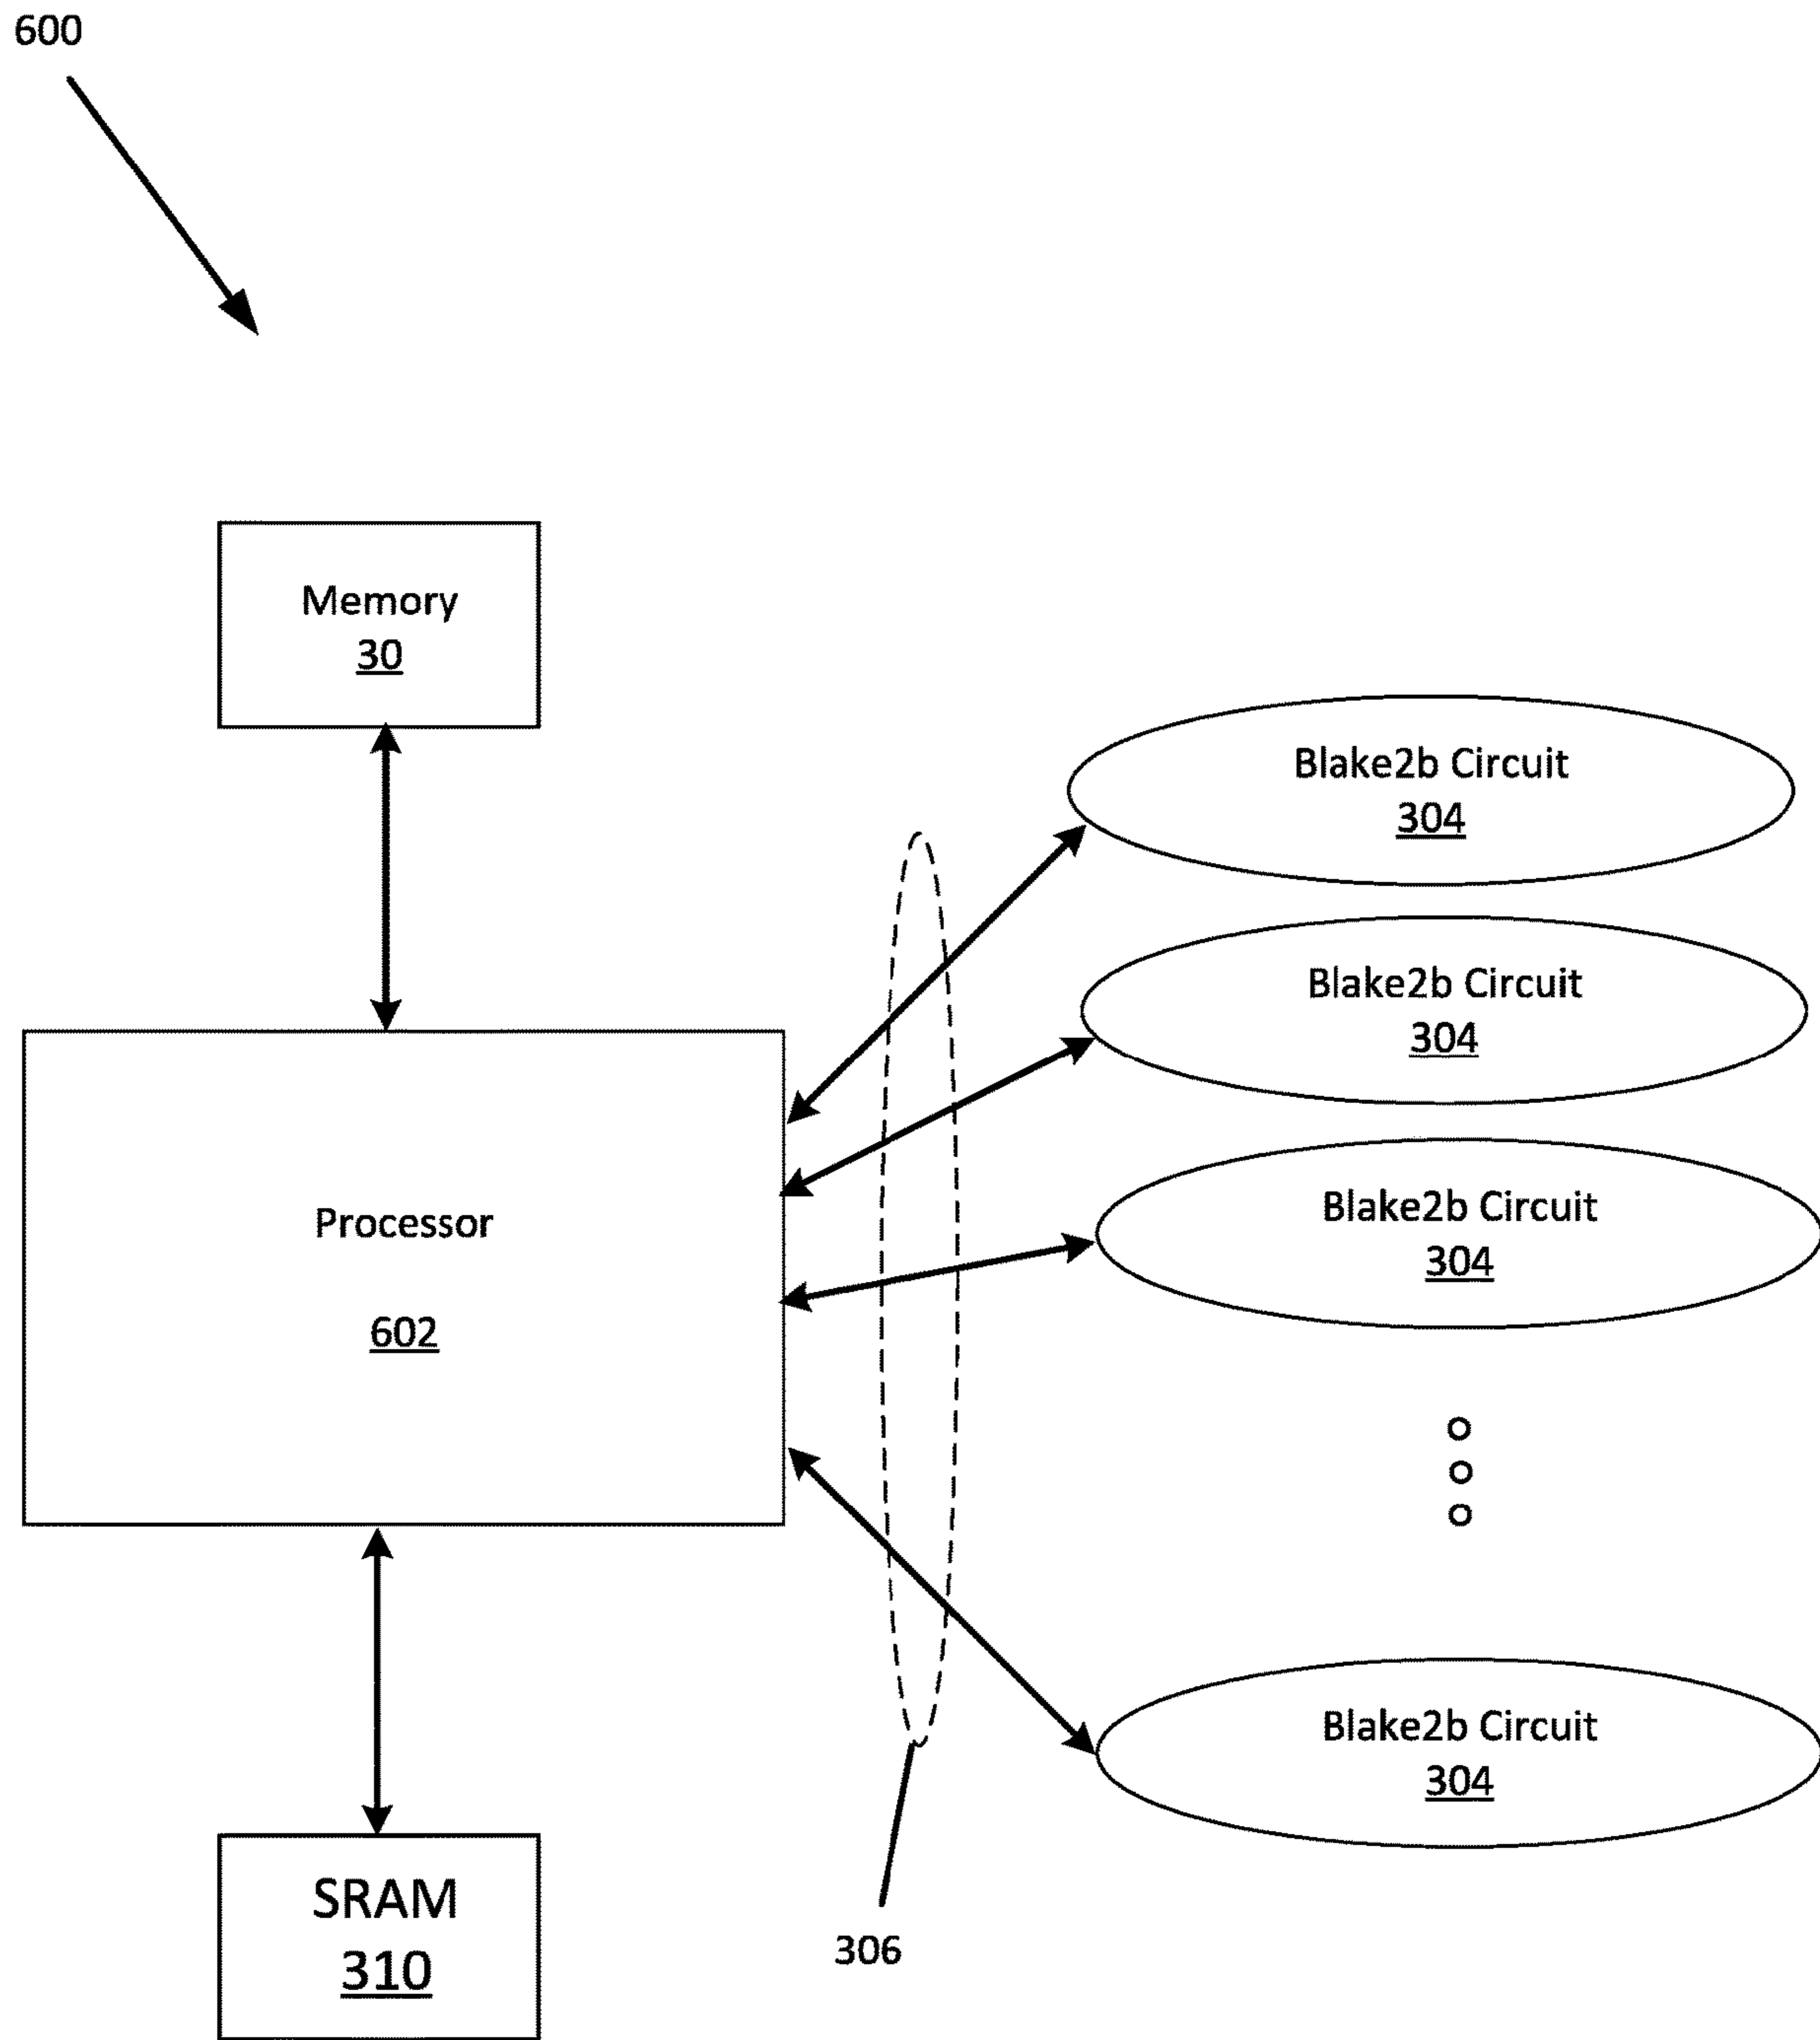 600
Memory
30
Blake2b Circuit
304
Blake2b Circuit
304
Blake2b Circuit
304
Processor
602
Blake2b Circuit
304
SRAM
310
306